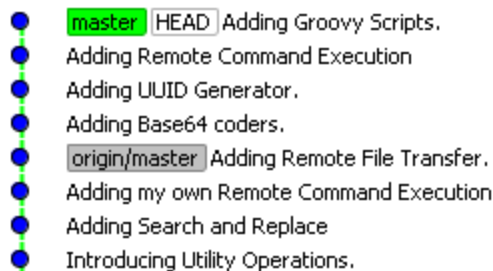 master HEAD Adding Groovy Scripts.
Adding Remote Command Execution
Adding UUID Generator.
Adding Base64 coders.
origin/master Adding Remote File Transfer.
Adding my own Remote Command Execution
Adding Search and Replace
Introducing Utility Operations.